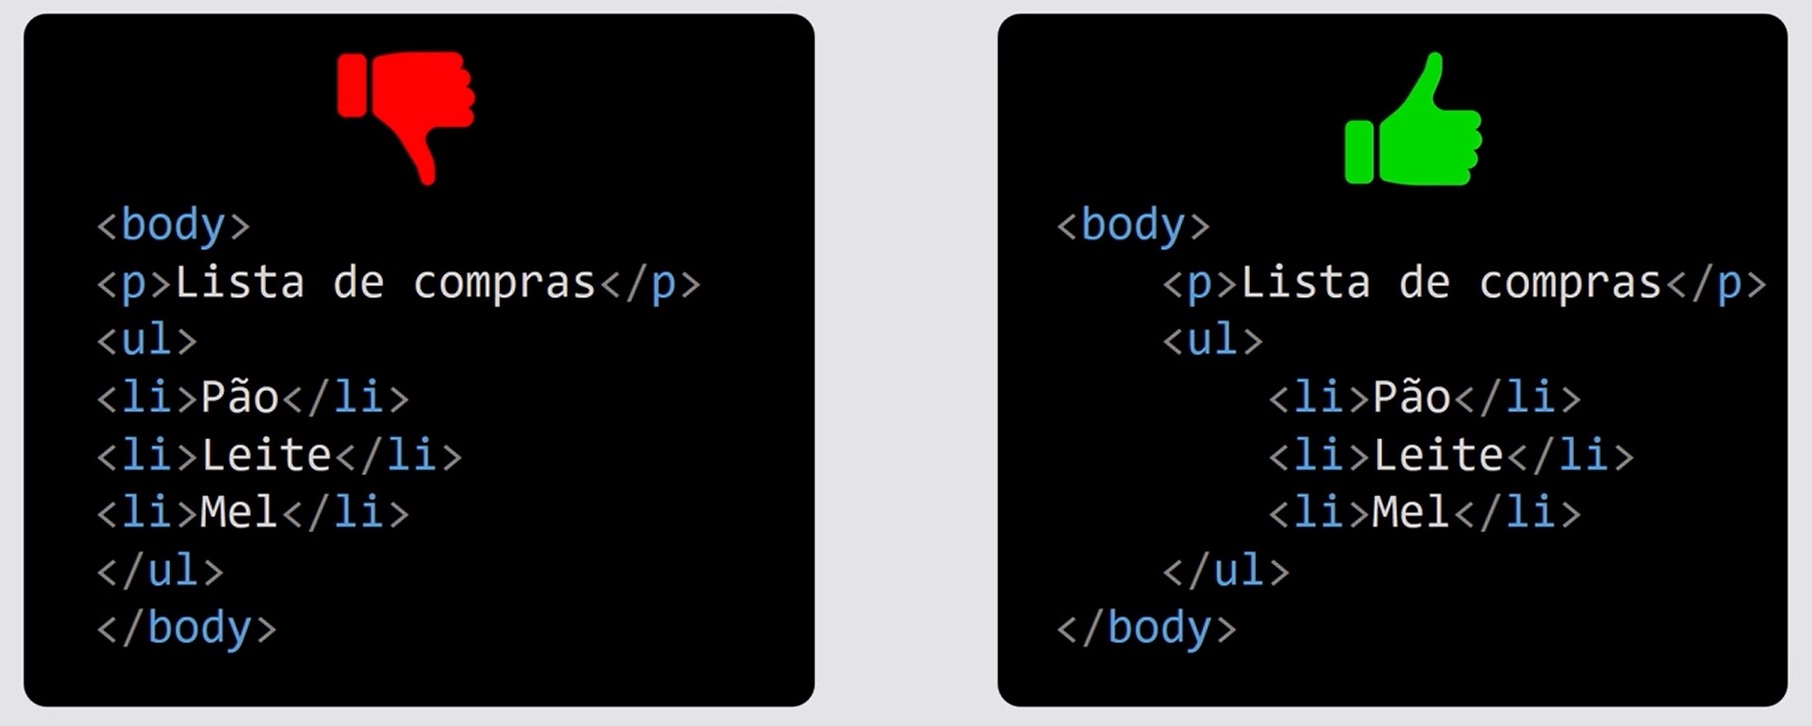 <body>
<p>Lista de compras</p>
<ul>
<li>Pão</li>
<li>Leite</li>
<li>Mel</li>
</ul>
</body>
<body>
    <p>Lista de compras</p>
    <ul>
        <li>Pão</li>
        <li>Leite</li>
        <li>Mel</li>
    </ul>
</body>